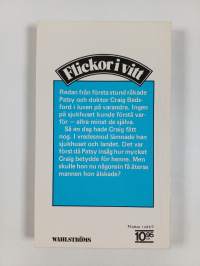 Flickor i vitt
Redan från första stund råkade
Patsy och doktor Craig Beds-
ford i luven på varandra. Ingen
på sjukhuset kunde förstå var-
för – allra minst de själva.
Så en dag hade Craig fått
nog. I vredesmod lämnade han
sjukhuset och landet. Det var
först då Patsy insåg hur mycket
Craig betydde för henne. Men
skulle hon nu någonsin få återse
mannen hon älskade?
WAHLSTRÖMS
10:95